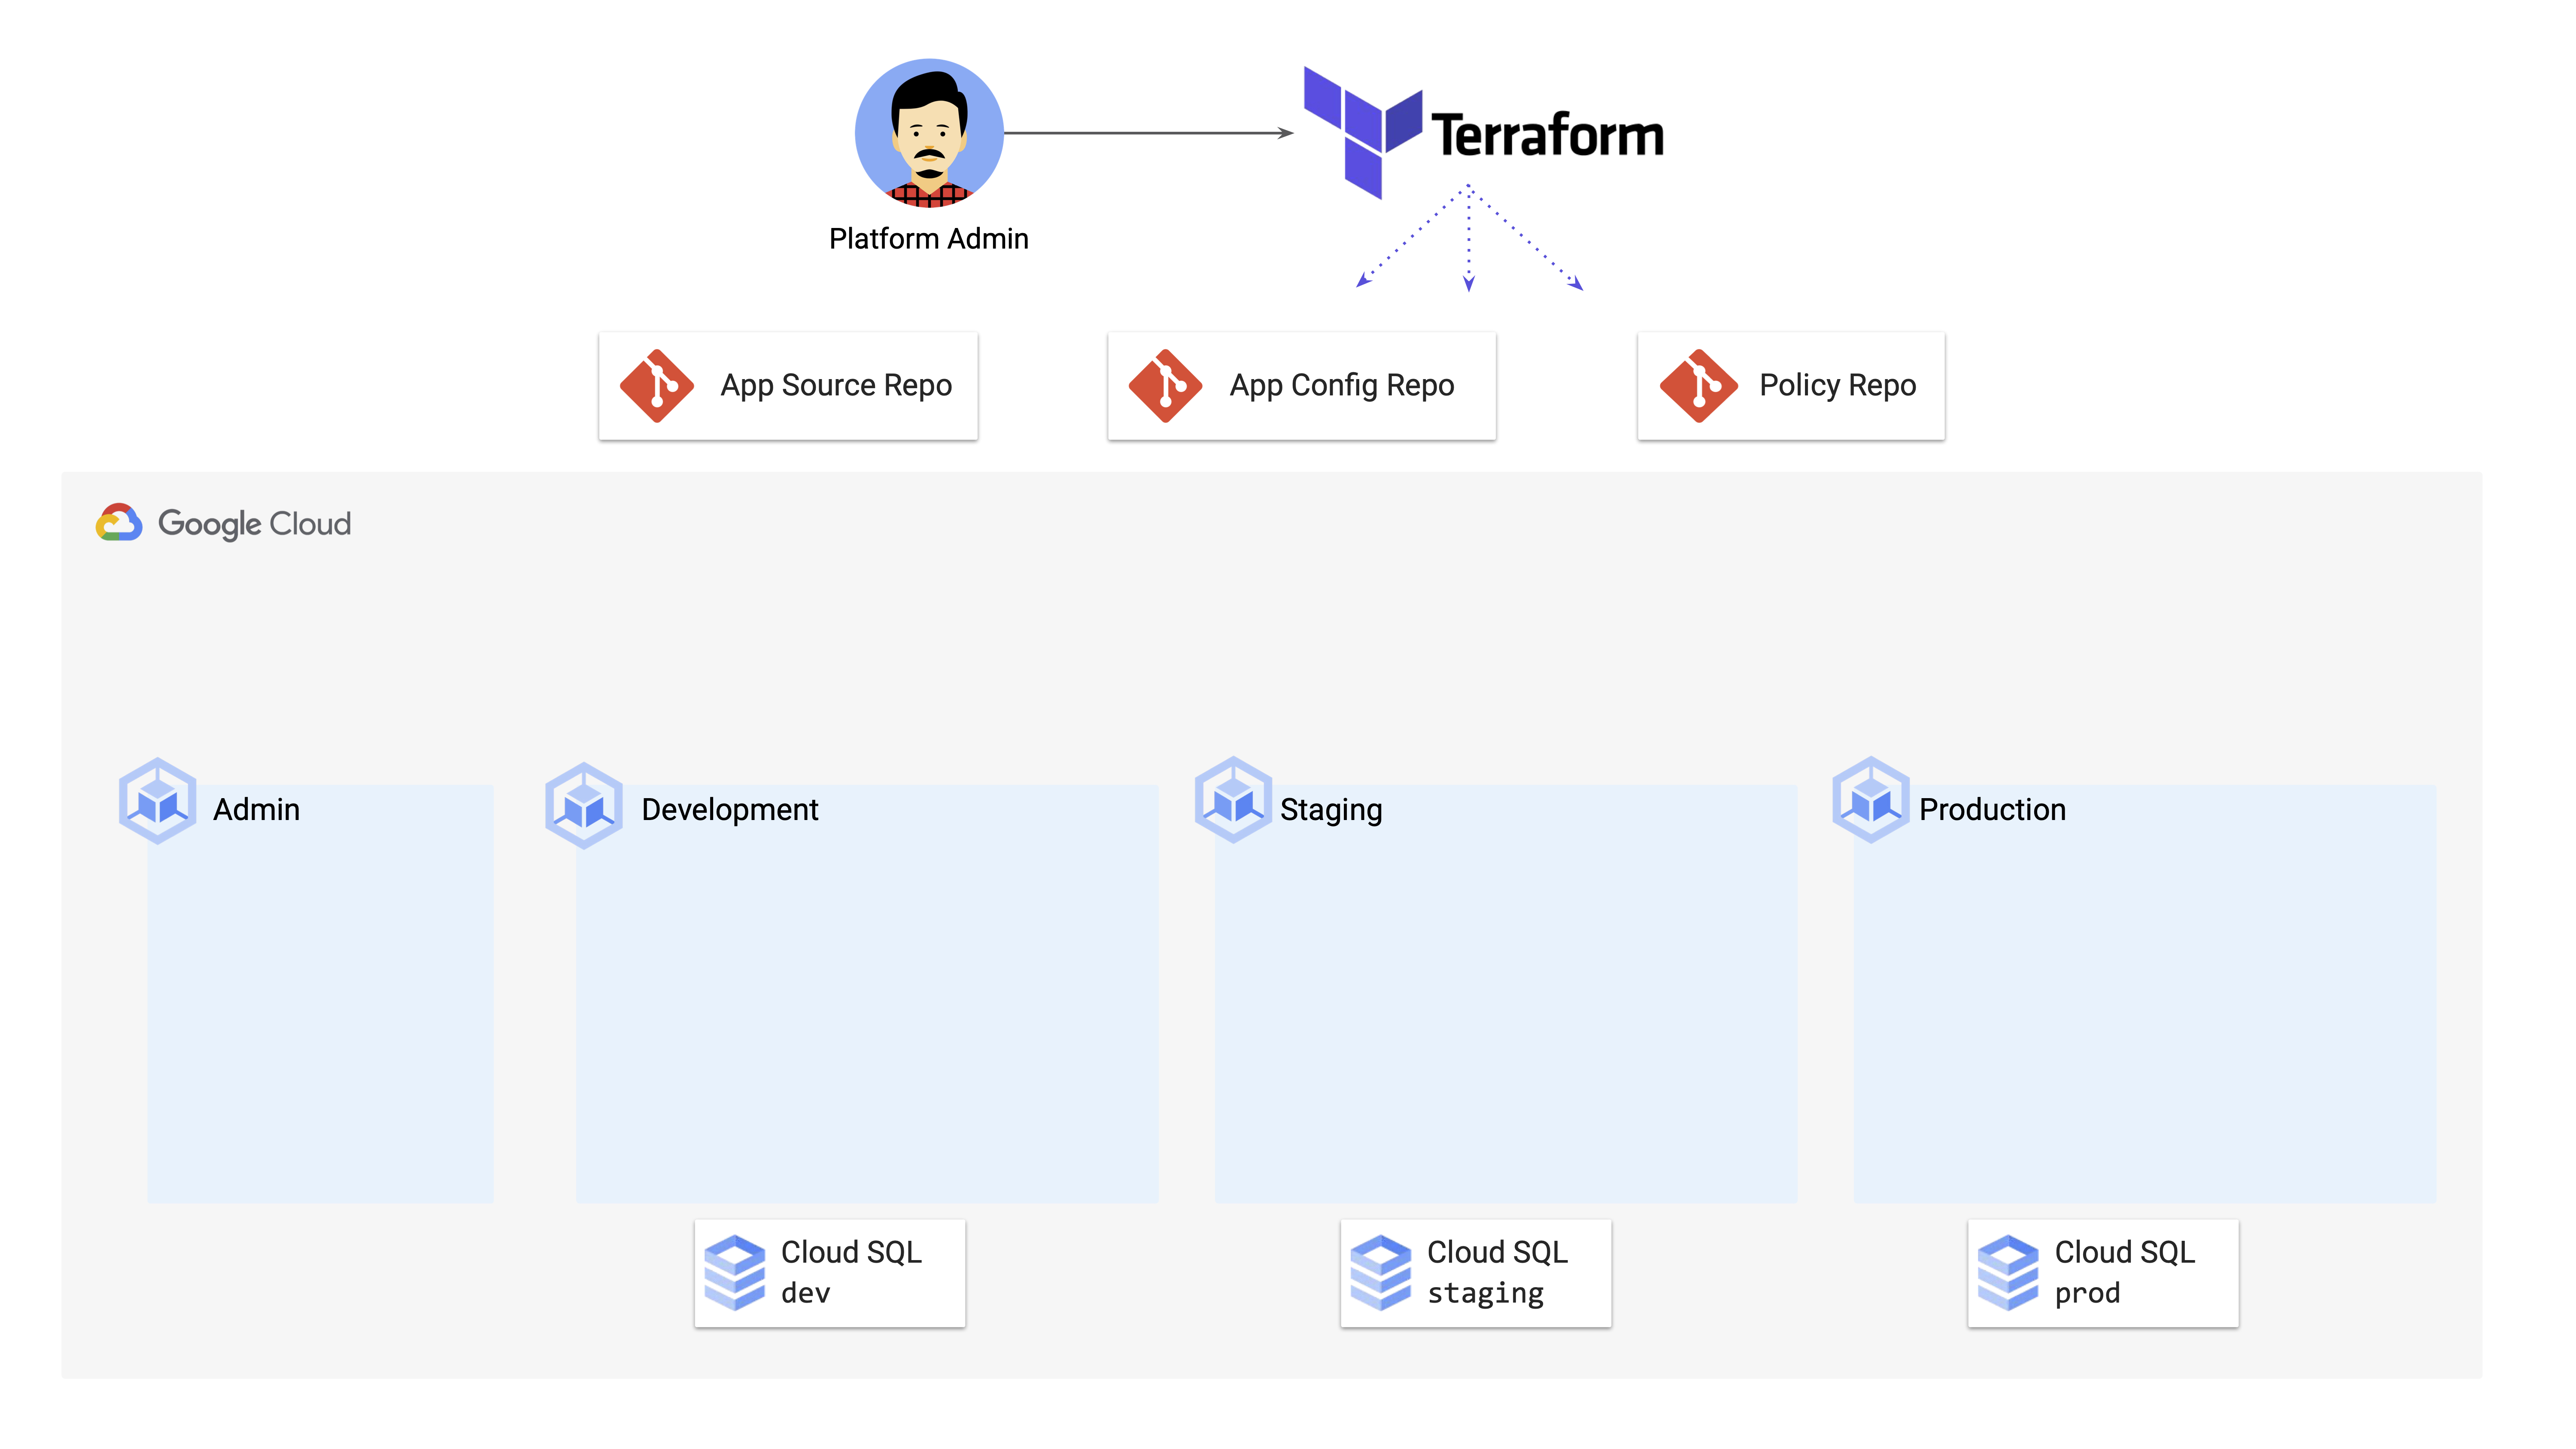 Terraform
Platform Admin
App Source Repo
App Config Repo
Policy Repo
Google Cloud
Admin
Development
Staging
Production
Cloud SQL
dev
Cloud SQL
staging
Cloud SQL
prod